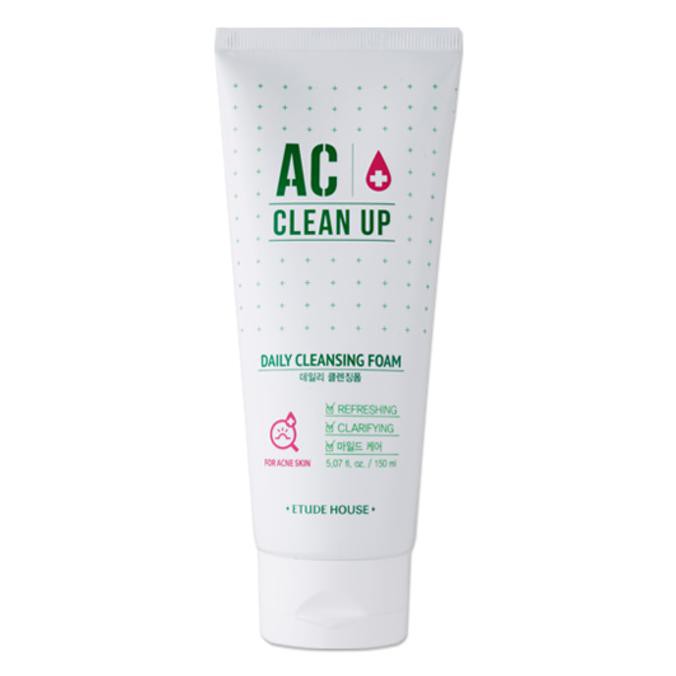 AC
CLEAN UP
DAILY CLEANSING FOAM
데일리 클렌징폼
REFRESHING
CLARIFYING
마일드 케어
FOR ACNE SKIN
5.07 fl. oz. / 150 ml
• ETUDE HOUSE •